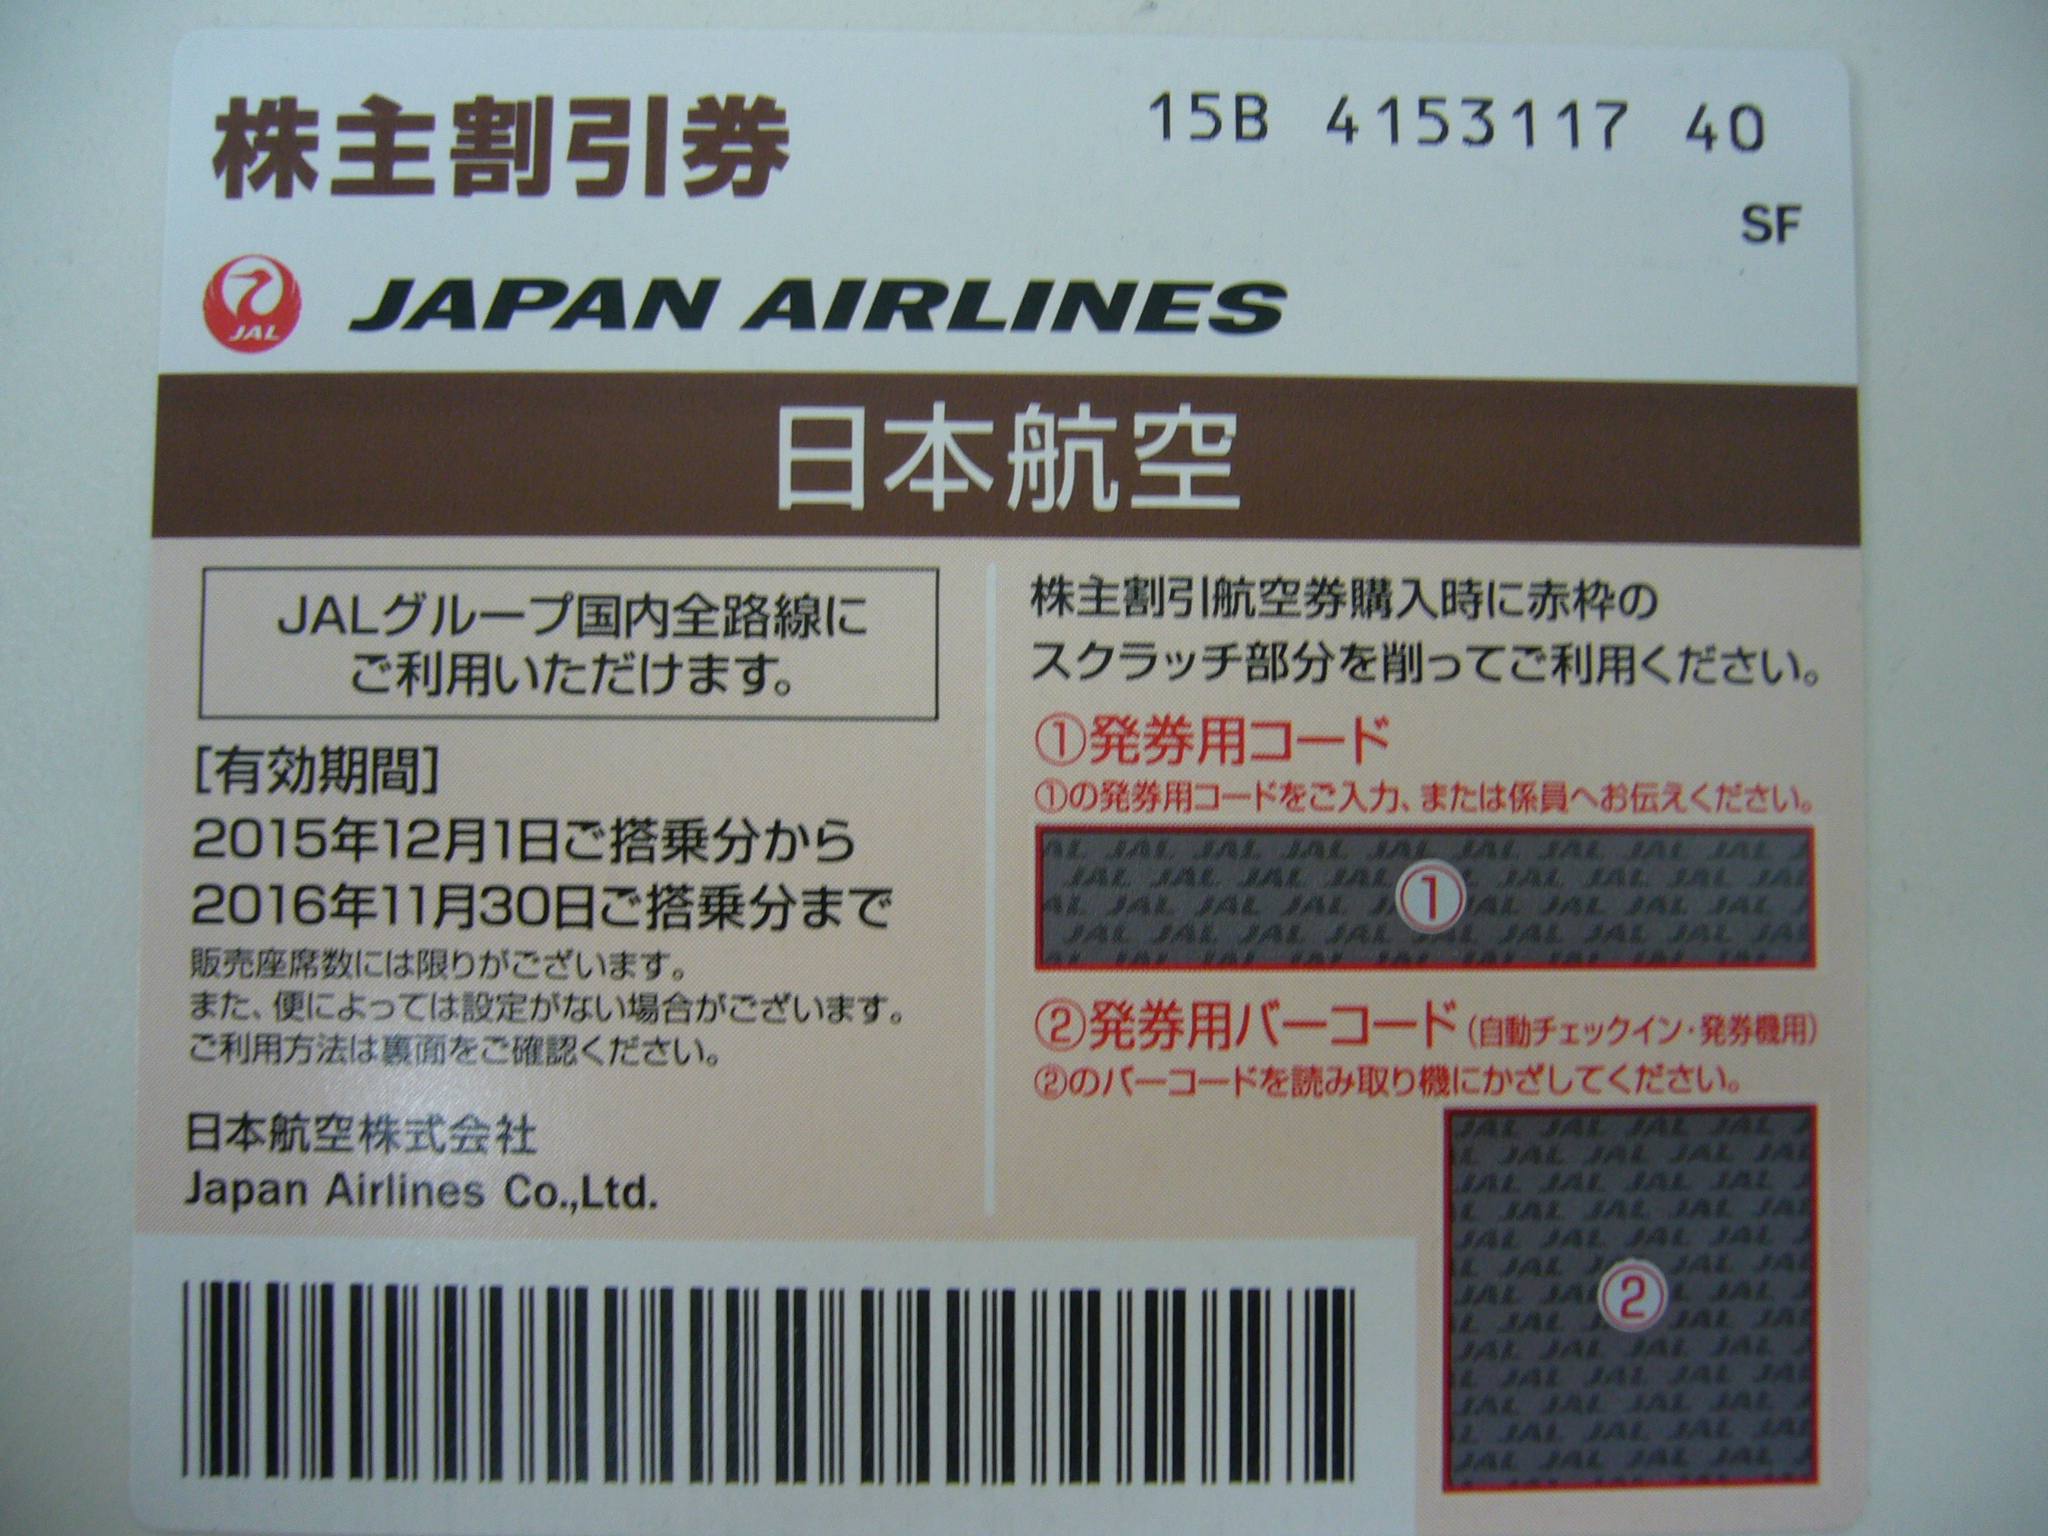 株主割引券
15B 4153117 40
SF
JAL
JAPAN AIRLINES
日本航空
JALグループ国内全路線に
ご利用いただけます。
[有効期間]
2015年12月1日ご搭乗分から
2016年11月30日ご搭乗分まで
販売座席数には限りがございます。
また、便によっては設定がない場合がございます。
ご利用方法は裏面をご確認ください。
日本航空株式会社
Japan Airlines Co.,Ltd.
株主割引航空券購入時に赤枠の
スクラッチ部分を削ってご利用ください。
①発券用コード
①の発券用コードをご入力、または係員へお伝えください。
①
②発券用バーコード(自動チェックイン・発券機用)
②のバーコードを読み取り機にかざしてください。
②